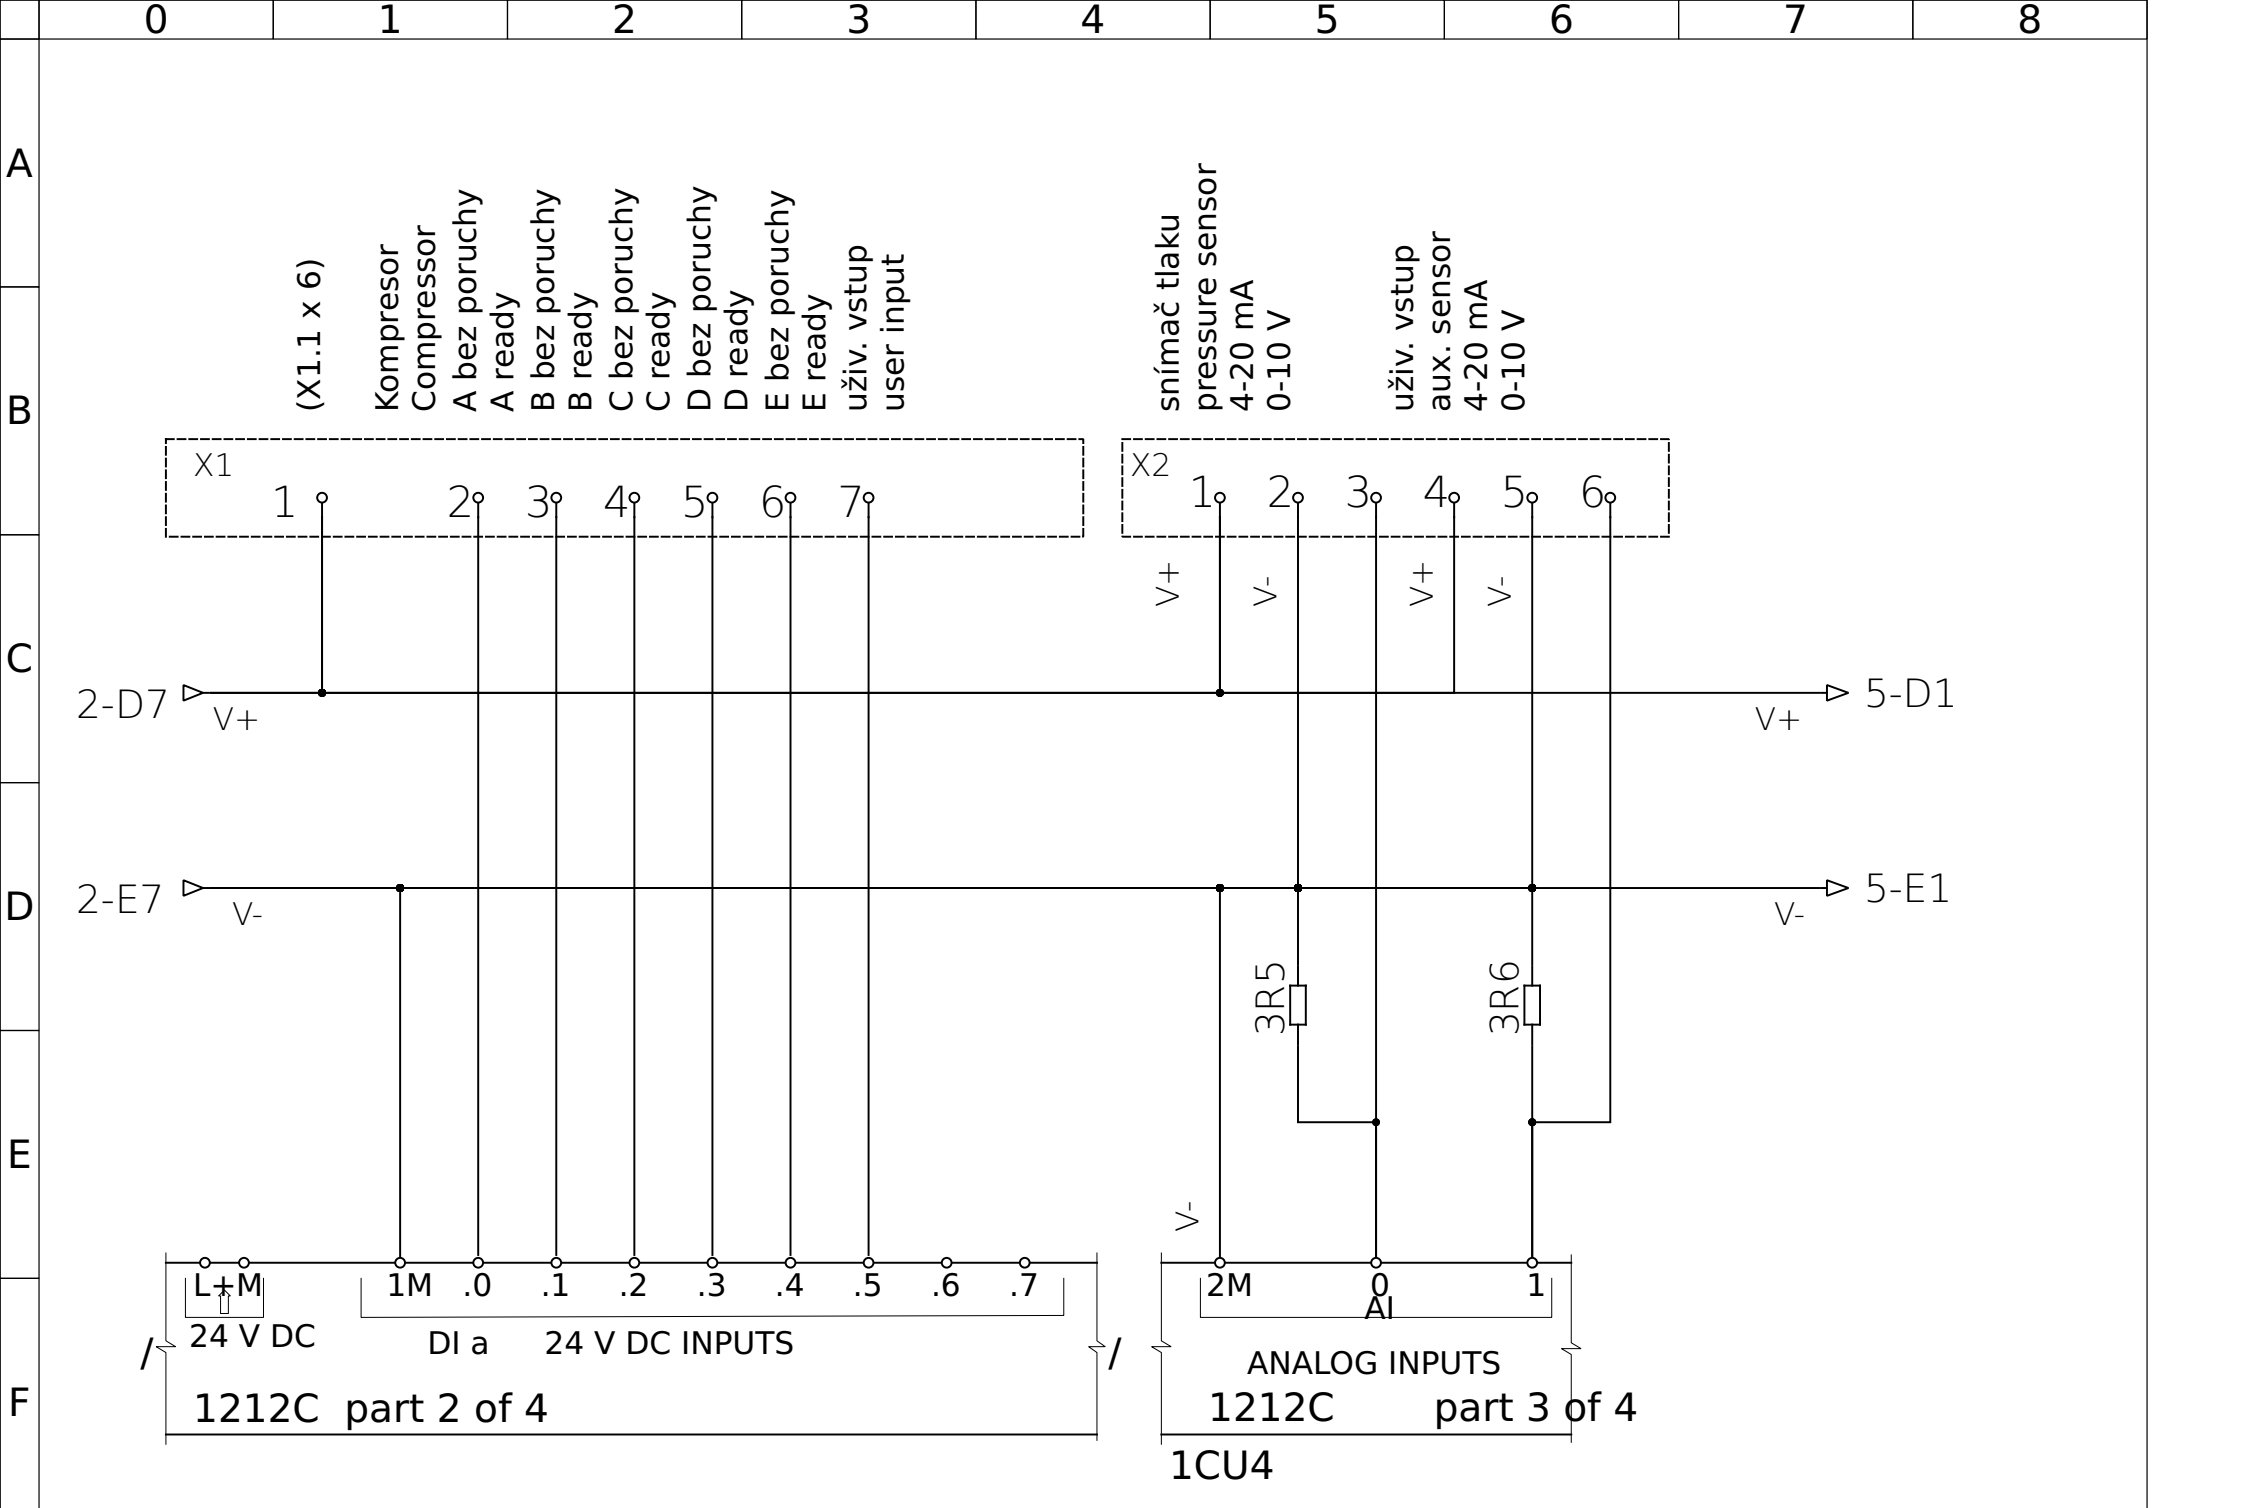 0 1 2 3 4 5 6 7 8
A
B
C
D
E
F
(X1.1 x 6)
Kompresor
Compressor
A bez poruchy
A ready
B bez poruchy
B ready
C bez poruchy
C ready
D bez poruchy
D ready
E bez poruchy
E ready
uživ. vstup
user input
snímač tlaku
pressure sensor
4-20 mA
0-10 V
uživ. vstup
aux. sensor
4-20 mA
0-10 V
X1
1 2 3 4 5 6 7
X2
1 2 3 4 5 6
V+
V-
V+
V-
2-D7
V+
V+
5-D1
2-E7
V-
V-
5-E1
3R5
3R6
V-
L+M
1M .0 .1 .2 .3 .4 .5 .6 .7
2M 0 1
AI
24 V DC
DI a 24 V DC INPUTS
/
/
ANALOG INPUTS
1212C part 2 of 4
1212C part 3 of 4
1CU4